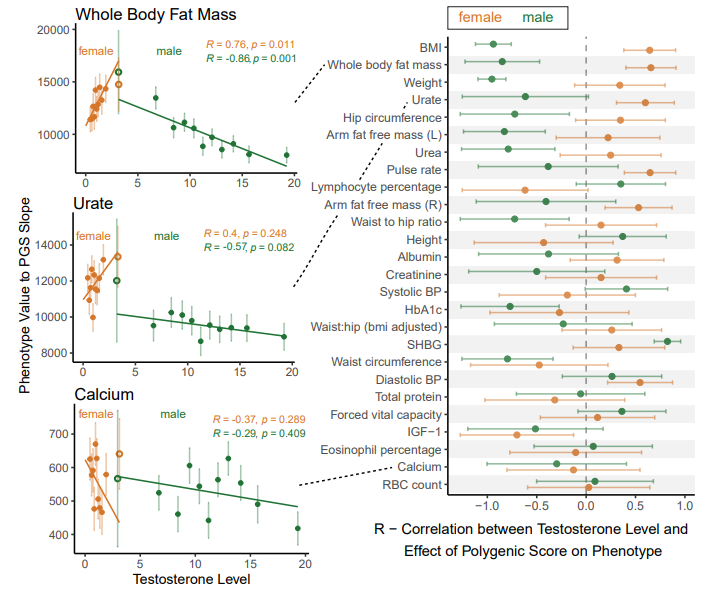 Whole Body Fat Mass
20000
15000
10000
female
male
R = 0.76, p = 0.011
R = -0.86, p = 0.001
0
5
10
15
20
Urate
14000
12000
10000
8000
female
male
R = 0.4, p = 0.248
R = -0.57, p = 0.082
0
5
10
15
20
Calcium
700
600
500
400
female
male
R = -0.37, p = 0.289
R = -0.29, p = 0.409
0
5
10
15
20
Testosterone Level
Phenotype Value to PGS Slope
female male
BMI
Whole body fat mass
Weight
Urate
Hip circumference
Arm fat free mass (L)
Urea
Pulse rate
Lymphocyte percentage
Arm fat free mass (R)
Waist to hip ratio
Height
Albumin
Creatinine
Systolic BP
HbA1c
Waist:hip (bmi adjusted)
SHBG
Waist circumference
Diastolic BP
Total protein
Forced vital capacity
IGF−1
Eosinophil percentage
Calcium
RBC count
−1.0
−0.5
0.0
0.5
1.0
R − Correlation between Testosterone Level and
Effect of Polygenic Score on Phenotype